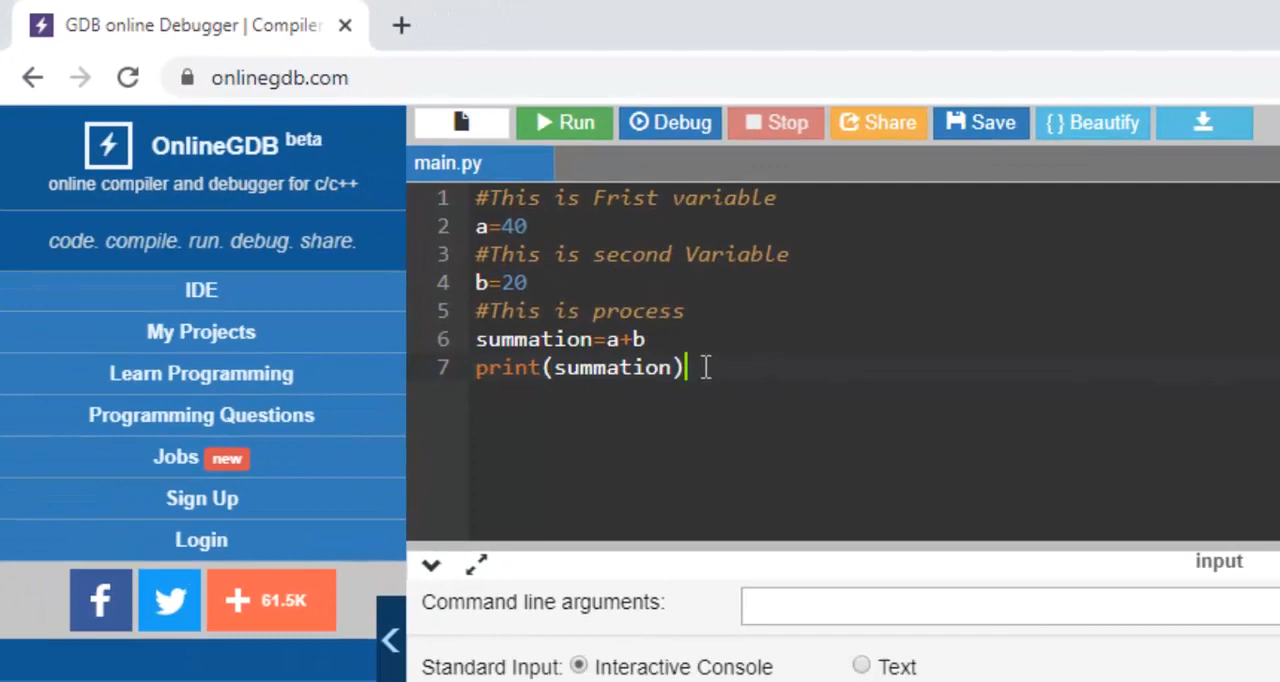 GDB online Debugger | Compiler
onlinegdb.com
OnlineGDB beta
online compiler and debugger for c/c++
code. compile. run. debug. share.
IDE
My Projects
Learn Programming
Programming Questions
Jobs new
Sign Up
Login
61.5K
Run Debug Stop Share Save { } Beautify
main.py
1 #This is Frist variable
2 a=40
3 #This is second Variable
4 b=20
5 #This is process
6 summation=a+b
7 print(summation)
input
Command line arguments:
Standard Input: Interactive Console Text